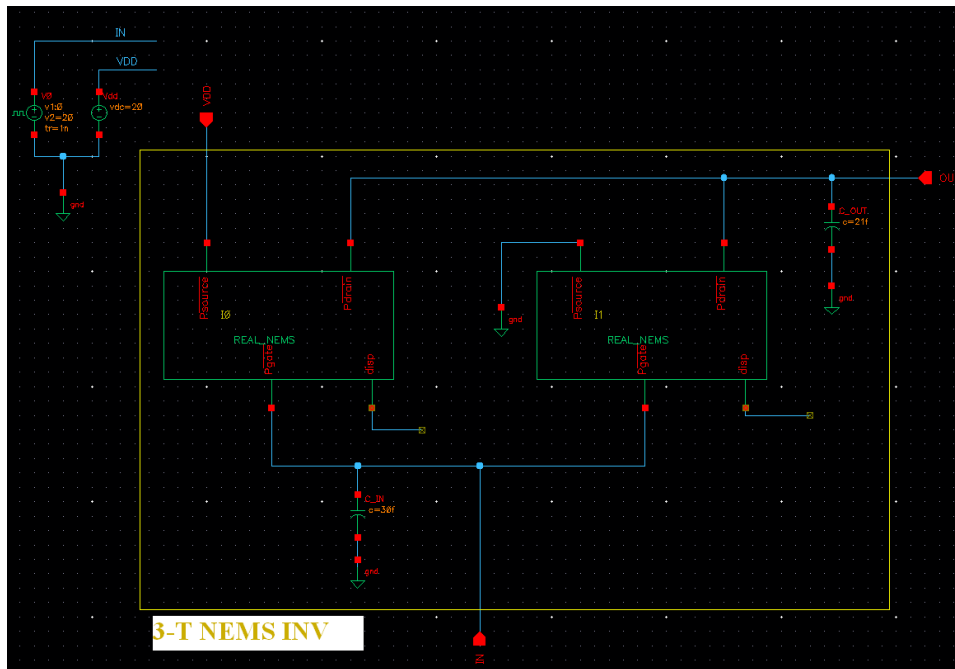 IN
VDD
V0
v1:0
v2=20
tr=1n
vdc=20
gnd
VDD
OU
C_OUT
c=21f
gnd
Psource
I0
Pdrain
REAL_NEMS
Pgate
disp
gnd
Psource
I1
Pdrain
REAL_NEMS
Pgate
disp
C_IN
c=30f
gnd
3-T NEMS INV
IN